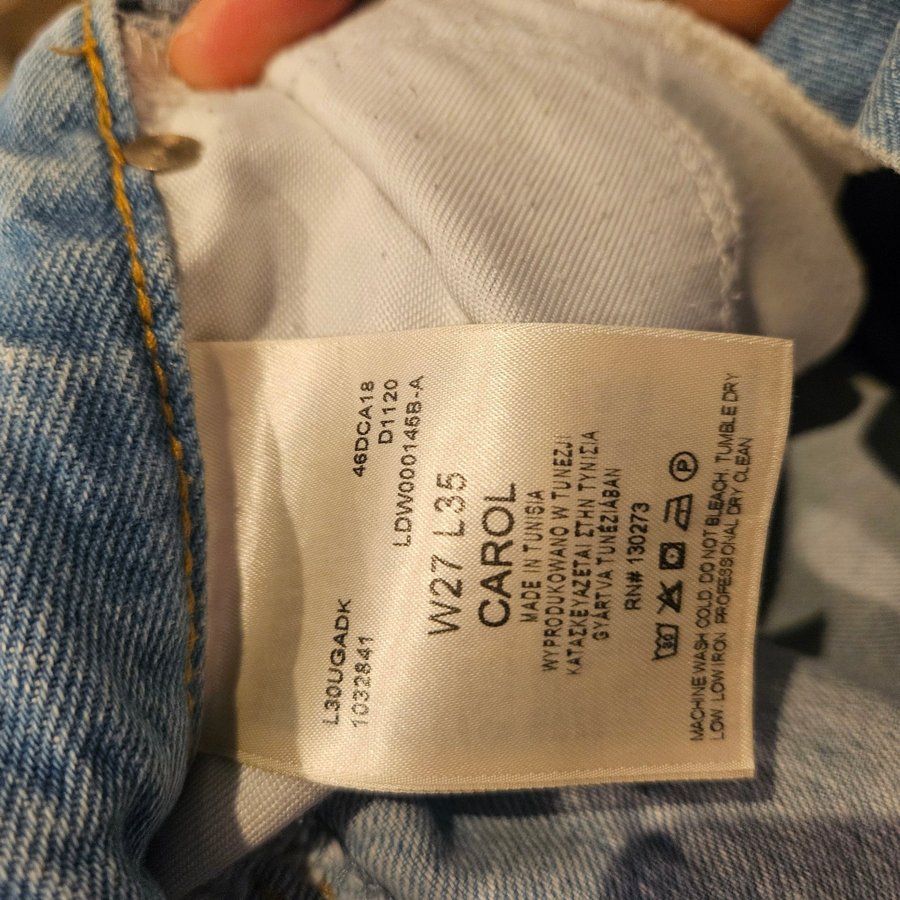 L30UGADK
1032841
46DCA18
D1120
LDW000145B-A
W27 L35
CAROL
MADE IN TUNISIA
WYPRODUKOWANO W TUNEZJI
ΚΑΤΑΣΚΕΥΑΖΕΤΑΙ ΣΤΗΝ ΤΥΝΙΣΙΑ
GYÁRTVA TUNÉZIÁBAN
RN# 130273
P
MACHINE WASH COLD. DO NOT BLEACH. TUMBLE DRY
LOW. LOW IRON. PROFESSIONAL DRY CLEAN